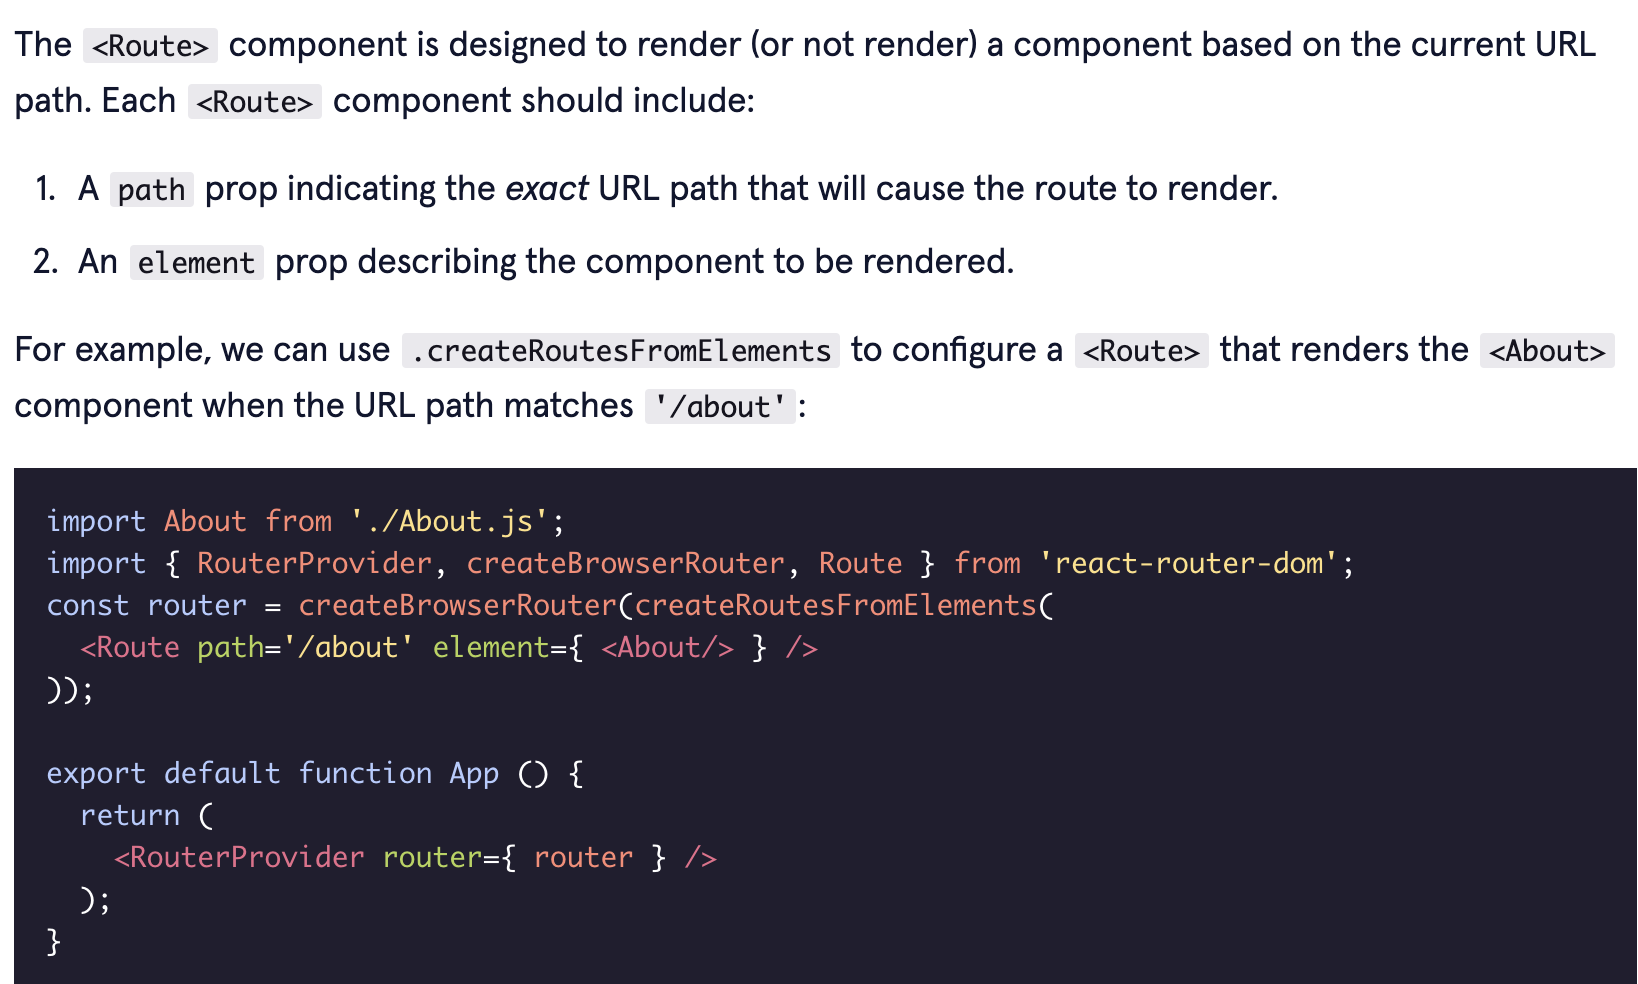 The <Route> component is designed to render (or not render) a component based on the current URL
path. Each <Route> component should include:
1. A path prop indicating the exact URL path that will cause the route to render.
2. An element prop describing the component to be rendered.
For example, we can use .createRoutesFromElements to configure a <Route> that renders the <About>
component when the URL path matches '/about':
import About from './About.js';
import { RouterProvider, createBrowserRouter, Route } from 'react-router-dom';
const router = createBrowserRouter(createRoutesFromElements(
  <Route path='/about' element={ <About/> } />
));
export default function App () {
  return (
    <RouterProvider router={ router } />
  );
}